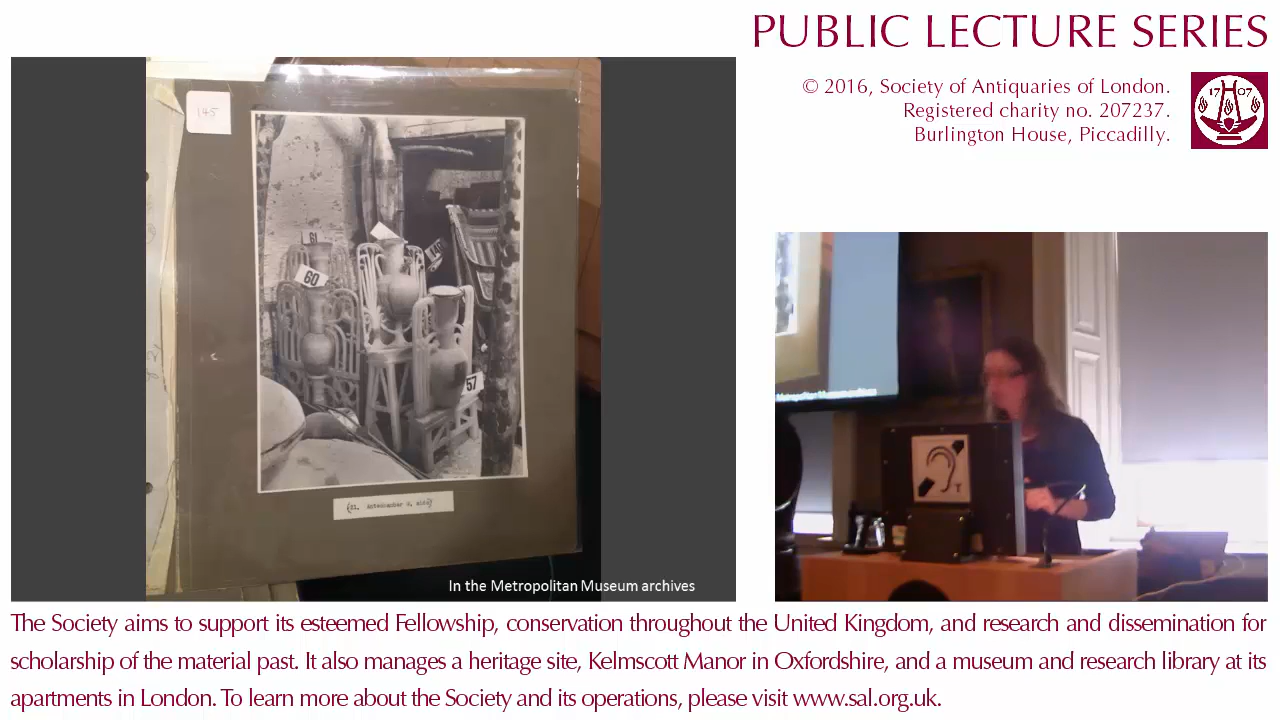 PUBLIC LECTURE SERIES
© 2016, Society of Antiquaries of London.
Registered charity no. 207237.
Burlington House, Piccadilly.
1707
145
61
60
57
In the Metropolitan Museum archives
T
The Society aims to support its esteemed Fellowship, conservation throughout the United Kingdom, and research and dissemination for
scholarship of the material past. It also manages a heritage site, Kelmscott Manor in Oxfordshire, and a museum and research library at its
apartments in London. To learn more about the Society and its operations, please visit www.sal.org.uk.